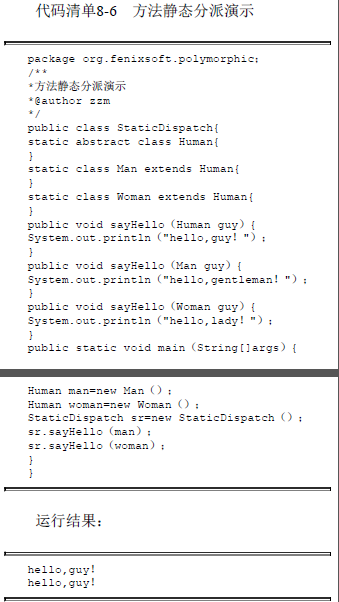 代码清单8-6 方法静态分派演示
package org.fenixsoft.polymorphic;
/**
*方法静态分派演示
*@author zzm
*/
public class StaticDispatch{
static abstract class Human{
}
static class Man extends Human{
}
static class Woman extends Human{
}
public void sayHello（Human guy）{
System.out.println（"hello,guy！"）；
}
public void sayHello（Man guy）{
System.out.println（"hello,gentleman！"）；
}
public void sayHello（Woman guy）{
System.out.println（"hello,lady！"）；
}
public static void main（String[]args）{
Human man=new Man（）；
Human woman=new Woman（）；
StaticDispatch sr=new StaticDispatch（）；
sr.sayHello（man）；
sr.sayHello（woman）；
}
}
运行结果：
hello,guy！
hello,guy！